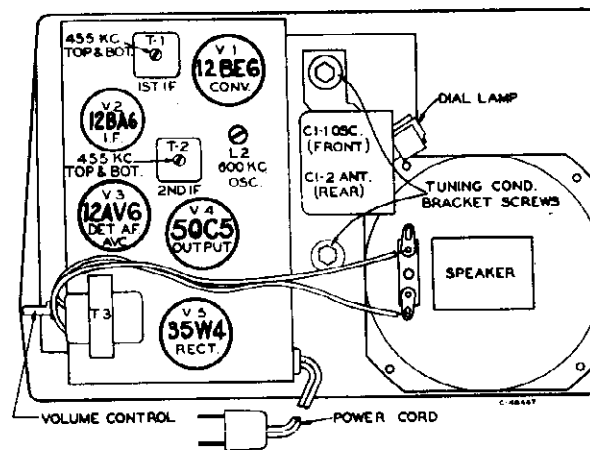 455 KC
TOP & BOT.
T-1
1ST IF
V 1
12BE6
CONV.
V 2
12BA6
I.F.
455 KC
TOP & BOT.
T-2
2ND IF
L2
600 KC
OSC.
C1-1 OSC.
(FRONT)
C1-2 ANT.
(REAR)
DIAL LAMP
TUNING COND.
BRACKET SCREWS
V 3
12AV6
DET AF
AVC
V 4
50C5
OUTPUT
SPEAKER
T3
V 5
35W4
RECT.
VOLUME CONTROL
POWER CORD